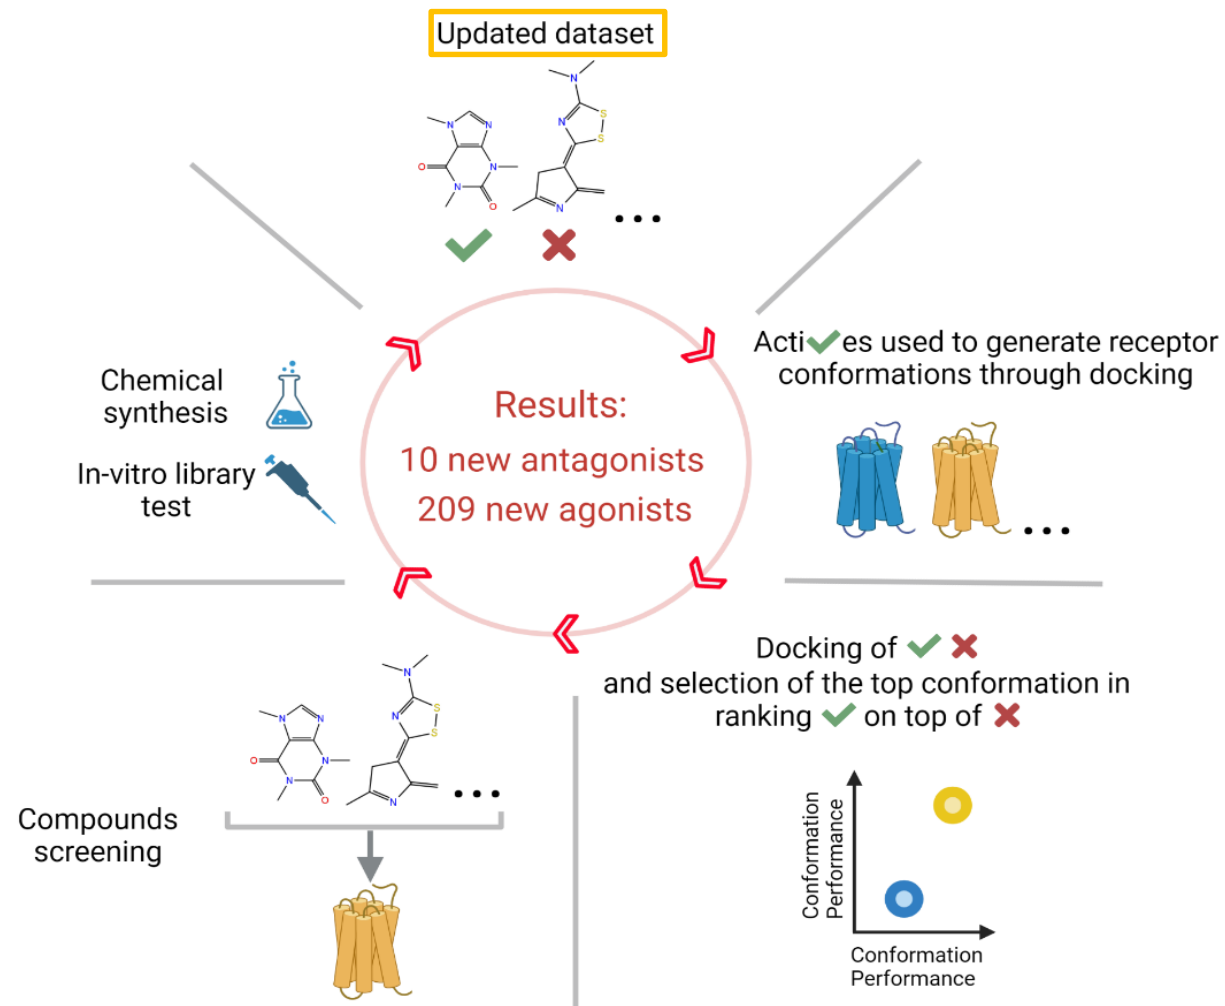 Updated dataset
Acti✔es used to generate receptor
conformations through docking
Docking of ✔ ✖
and selection of the top conformation in
ranking ✔ on top of ✖
Conformation
Performance
Conformation
Performance
Compounds
screening
Chemical
synthesis
In-vitro library
test
Results:
10 new antagonists
209 new agonists
N
N
N
N
O
O
N
N
S
S
N
...
...
N
N
N
N
O
O
N
N
S
S
N
...